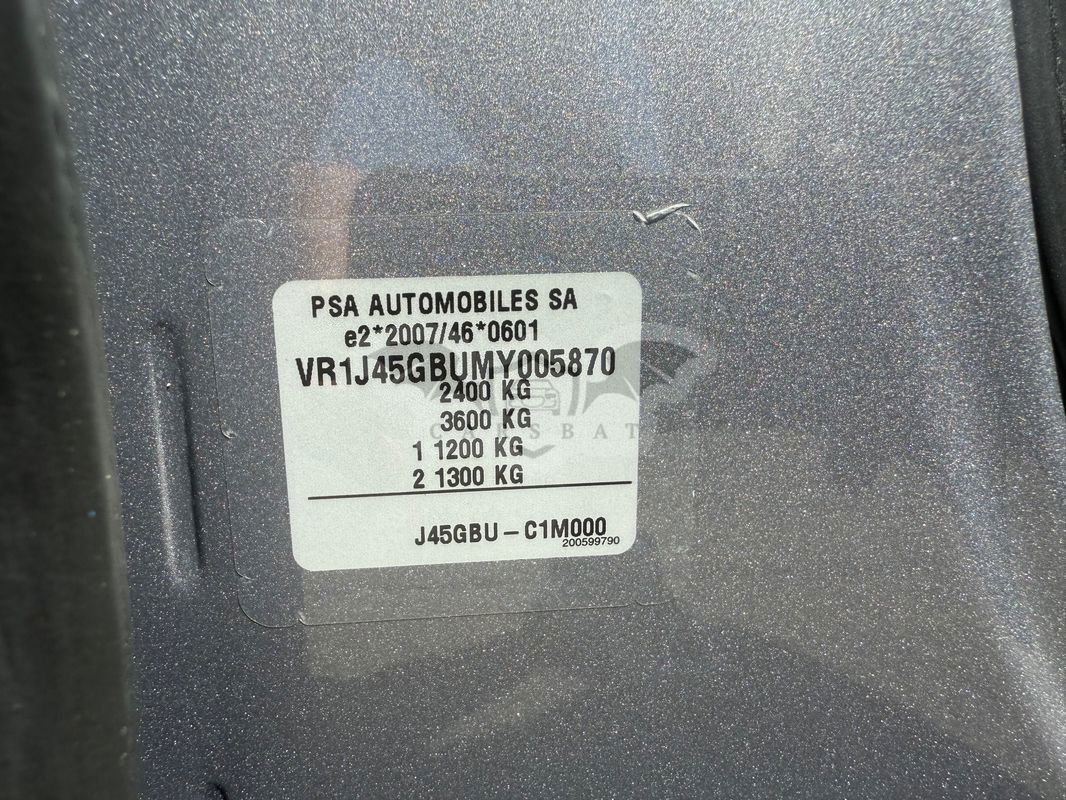 PSA AUTOMOBILES SA
e2*2007/46*0601
VR1J45GBUMY005870
2400 KG
3600 KG
CARSBAT
1 1200 KG
2 1300 KG
J45GBU - C1M000
200599790